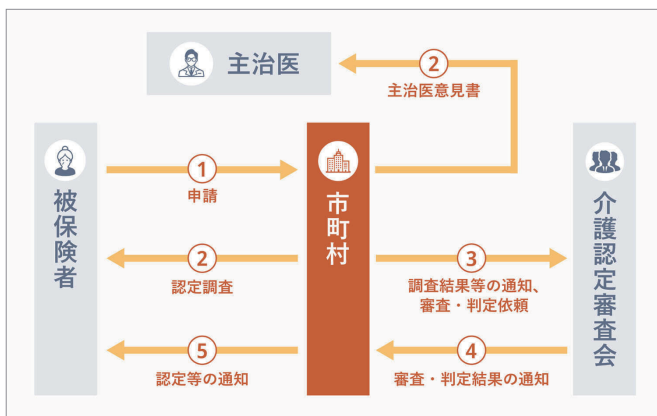 主治医
2
主治医意見書
被保険者
1
申請
市町村
介護認定審査会
2
認定調査
3
調査結果等の通知、
審査・判定依頼
5
認定等の通知
4
審査・判定結果の通知